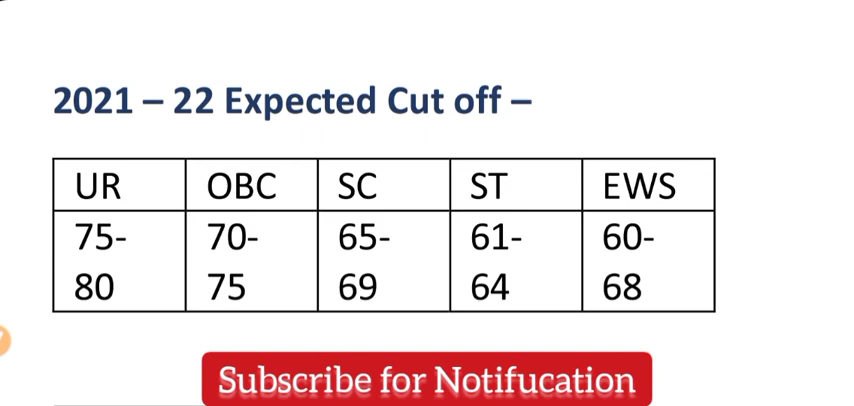 2021 – 22 Expected Cut off –
UR OBC SC ST EWS
75- 70- 65- 61- 60-
80 75 69 64 68
Subscribe for Notifucation